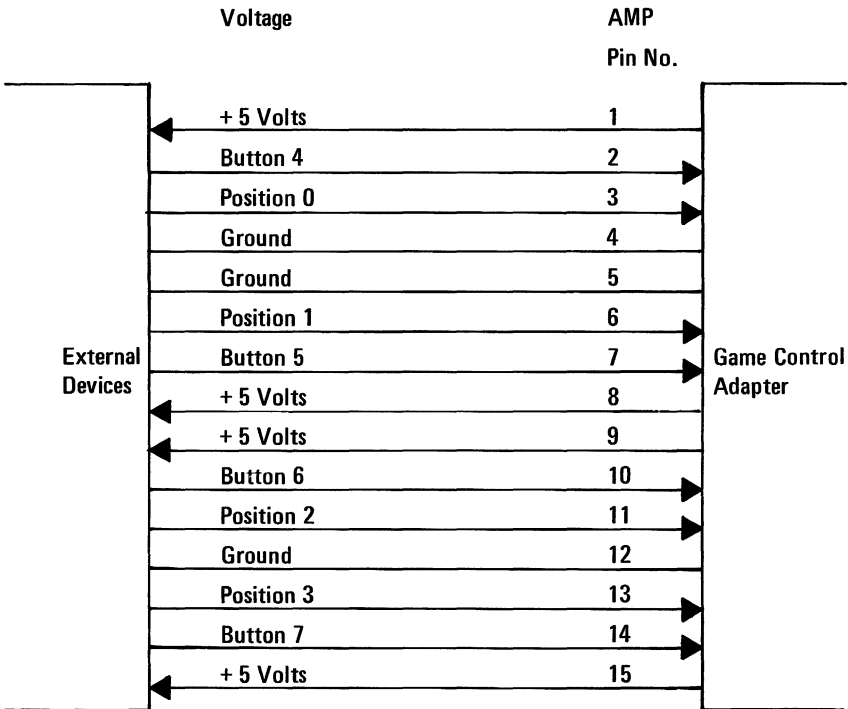 Voltage AMP
Pin No.
+ 5 Volts 1
Button 4 2
Position 0 3
Ground 4
Ground 5
Position 1 6
External Devices
Button 5 7
Game Control Adapter
+ 5 Volts 8
+ 5 Volts 9
Button 6 10
Position 2 11
Ground 12
Position 3 13
Button 7 14
+ 5 Volts 15